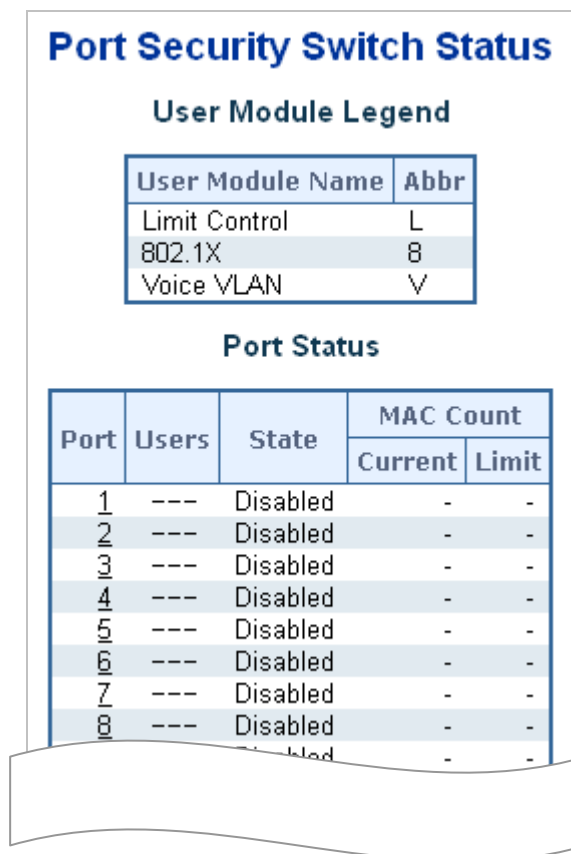 Port Security Switch Status
User Module Legend
User Module Name Abbr
Limit Control L
802.1X 8
Voice VLAN V
Port Status
Port Users State MAC Count
Current Limit
1 --- Disabled - -
2 --- Disabled - -
3 --- Disabled - -
4 --- Disabled - -
5 --- Disabled - -
6 --- Disabled - -
7 --- Disabled - -
8 --- Disabled - -
- -